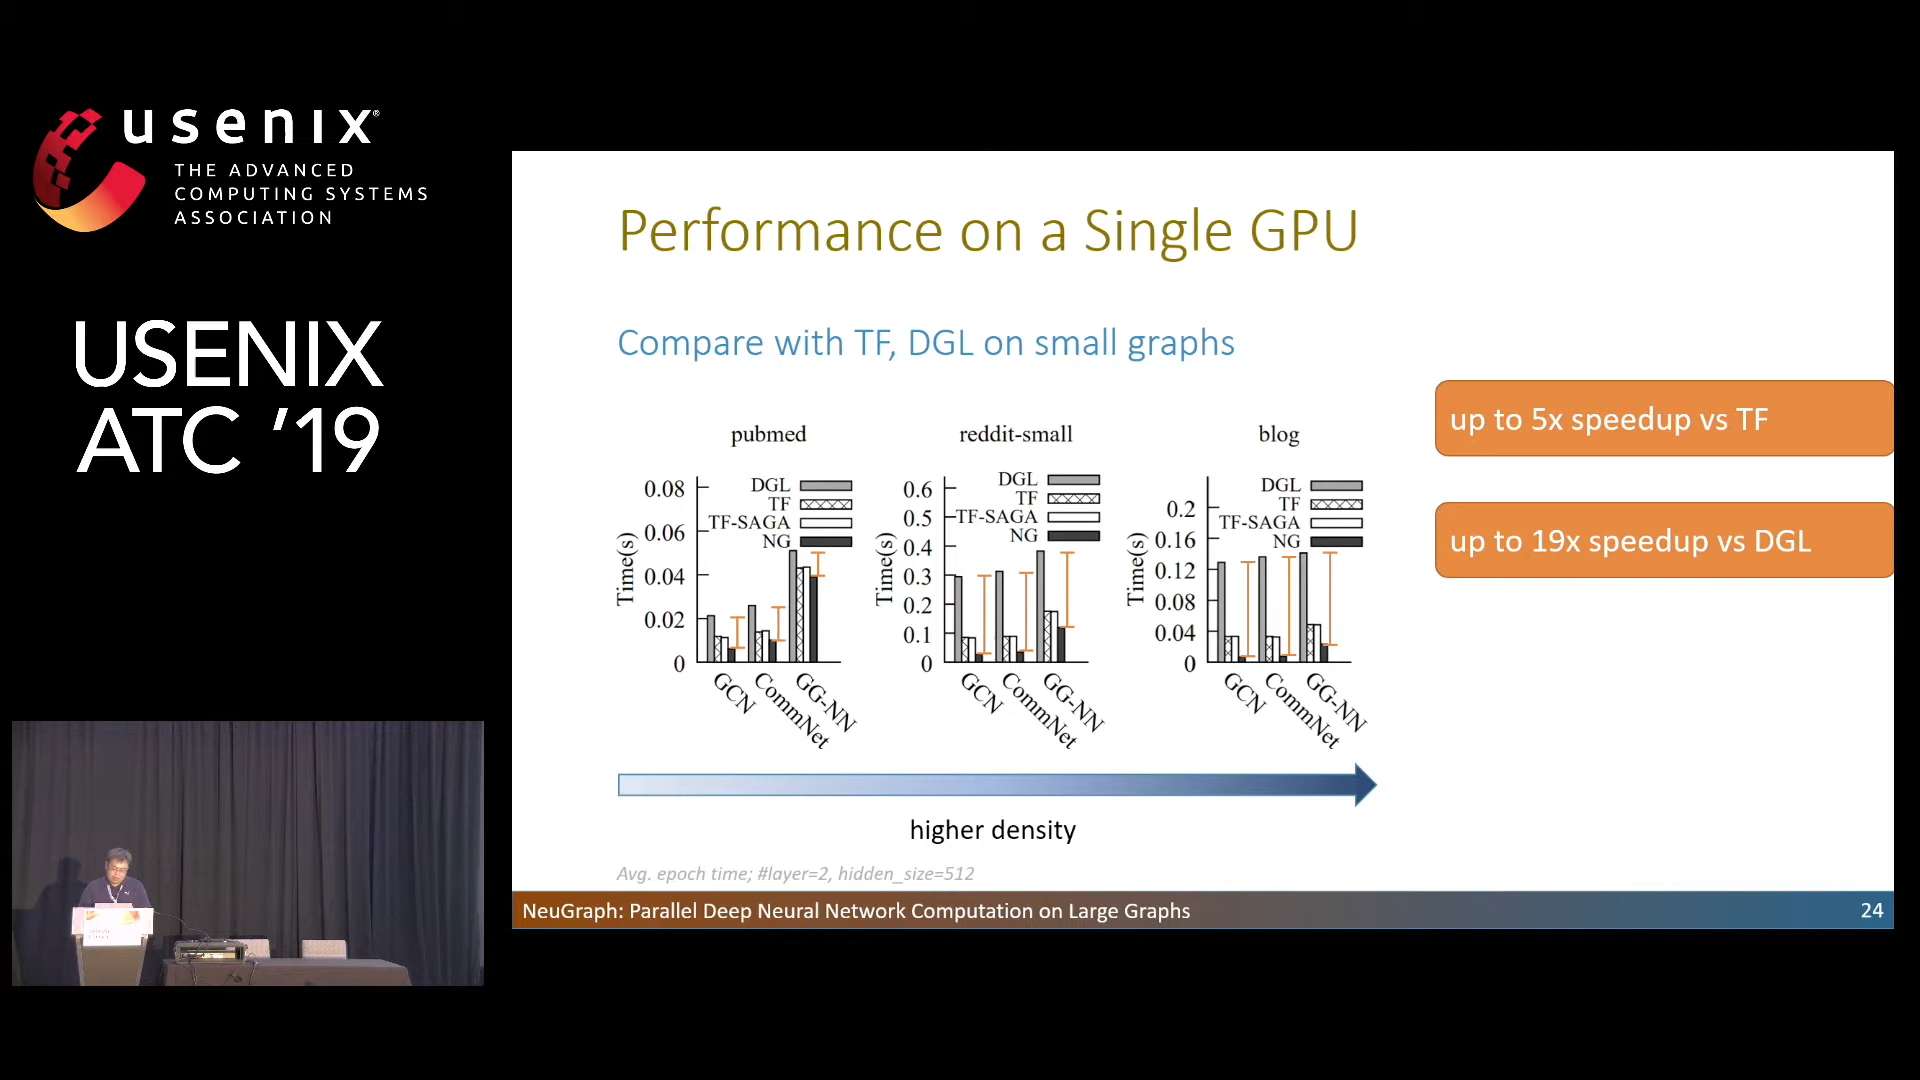 usenix®
THE ADVANCED
COMPUTING SYSTEMS
ASSOCIATION
USENIX
ATC ’19
Performance on a Single GPU
Compare with TF, DGL on small graphs
up to 5x speedup vs TF
up to 19x speedup vs DGL
pubmed
DGL
TF
TF-SAGA
NG
Time(s)
0.08
0.06
0.04
0.02
0
GCN
CommNet
GG-NN
reddit-small
DGL
TF
TF-SAGA
NG
Time(s)
0.6
0.5
0.4
0.3
0.2
0.1
0
GCN
CommNet
GG-NN
blog
DGL
TF
TF-SAGA
NG
Time(s)
0.2
0.16
0.12
0.08
0.04
0
GCN
CommNet
GG-NN
higher density
Avg. epoch time; #layer=2, hidden_size=512
NeuGraph: Parallel Deep Neural Network Computation on Large Graphs
24